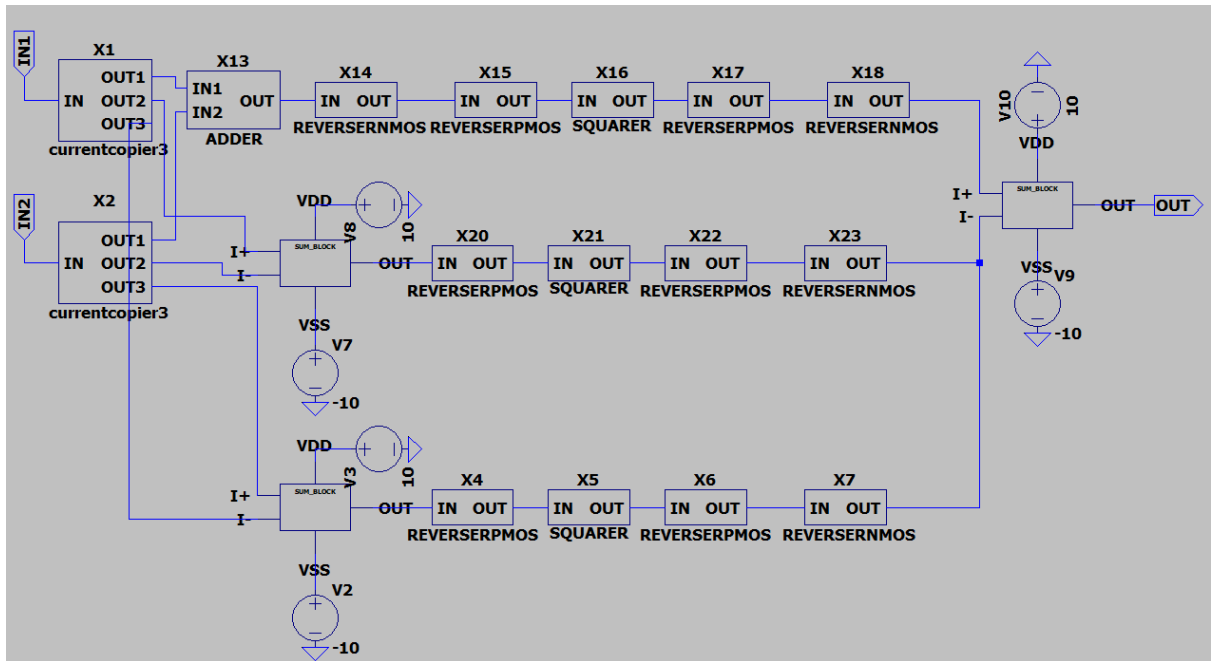 IN1
X1
IN
OUT1
OUT2
OUT3
currentcopier3
X13
IN1
IN2
OUT
ADDER
X14
IN OUT
REVERSERNMOS
X15
IN OUT
REVERSERPMOS
X16
IN OUT
SQUARER
X17
IN OUT
REVERSERPMOS
X18
IN OUT
REVERSERNMOS
V10
10
VDD
I+
I-
SUM_BLOCK
OUT
OUT
VSS
V9
-10
IN2
X2
IN
OUT1
OUT2
OUT3
currentcopier3
VDD
V8
10
I+
I-
SUM_BLOCK
OUT
VSS
V7
-10
X20
IN OUT
REVERSERPMOS
X21
IN OUT
SQUARER
X22
IN OUT
REVERSERPMOS
X23
IN OUT
REVERSERNMOS
VDD
V3
10
I+
I-
SUM_BLOCK
OUT
VSS
V2
-10
X4
IN OUT
REVERSERPMOS
X5
IN OUT
SQUARER
X6
IN OUT
REVERSERPMOS
X7
IN OUT
REVERSERNMOS